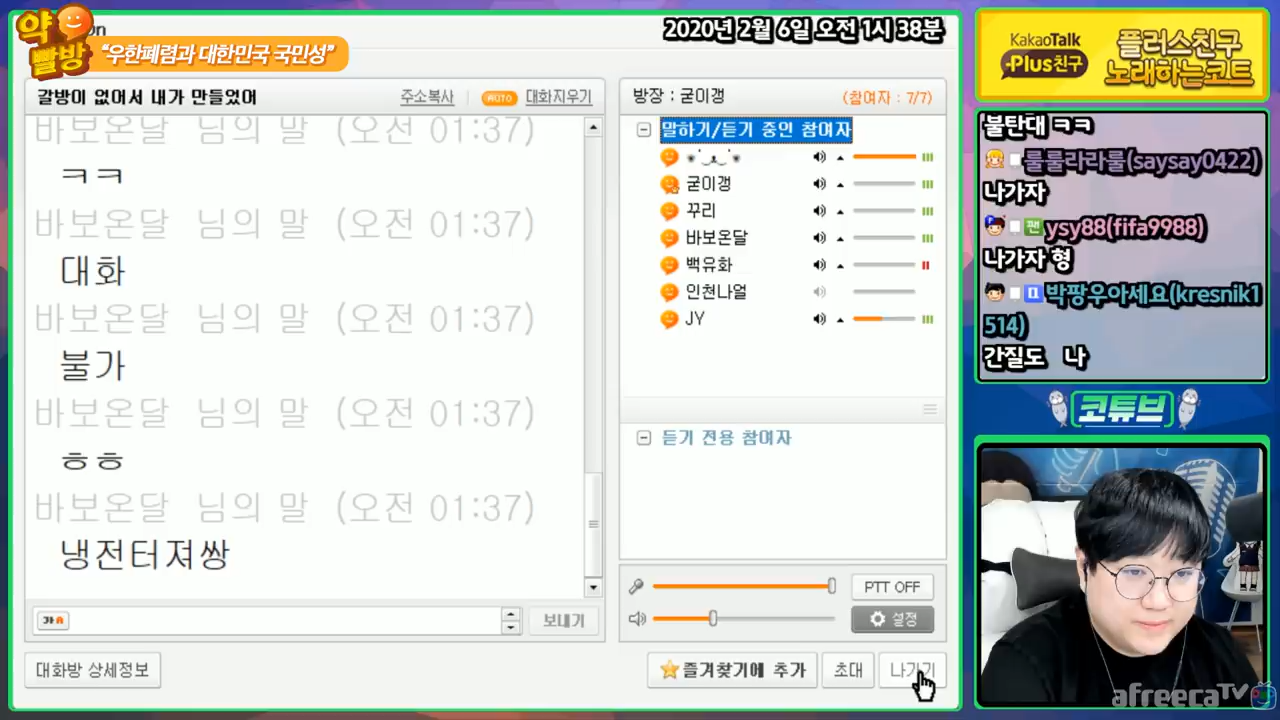 약
빨방
on
"우한폐렴과 대한민국 국민성"
2020년 2월 6일 오전 1시 38분
갈방이 없어서 내가 만들었어
주소복사
AUTO
대화지우기
바보온달 님의 말 (오전 01:37)
ㅋㅋ
바보온달 님의 말 (오전 01:37)
대화
바보온달 님의 말 (오전 01:37)
불가
바보온달 님의 말 (오전 01:37)
ㅎㅎ
바보온달 님의 말 (오전 01:37)
냉전터져쌍
가
보내기
대화방 상세정보
방장 : 굳이갱
(참여자 : 7/7)
말하기/듣기 중인 참여자
굳이갱
꾸리
바보온달
백유화
인천나얼
JY
듣기 전용 참여자
PTT OFF
설정
즐겨찾기에 추가
초대
나가기
KakaoTalk
Plus친구
플러스친구
노래하는코트
불탄대 ㅋㅋ
룰룰라라룰(saysay0422)
나가자
팬 ysy88(fifa9988)
나가자 형
박팡우아세요(kresnik1
514)
간질도 나
코튜브
afreecaTV